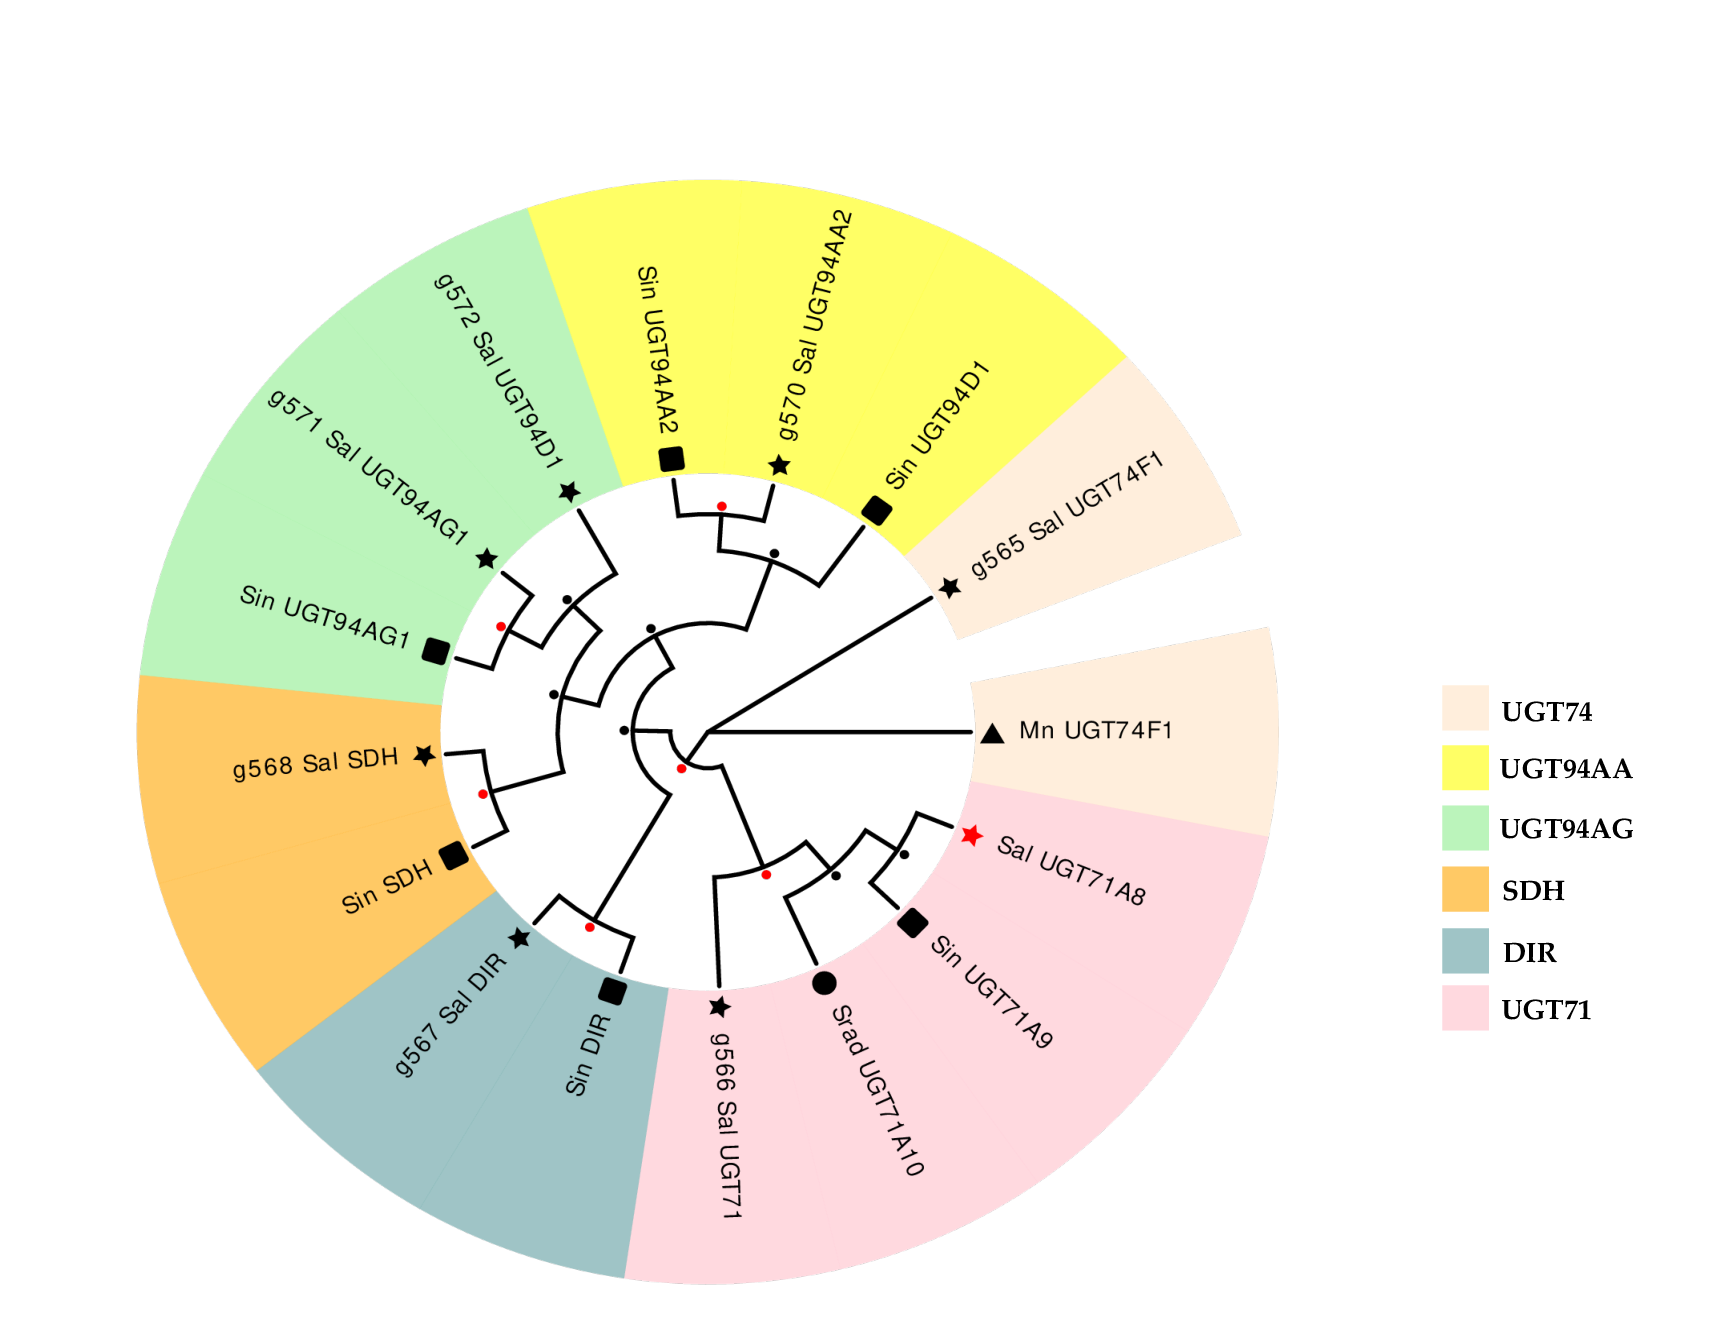 Sin UGT94AA2
g570 Sal UGT94AA2
Sin UGT94D1
g565 Sal UGT74F1
Mn UGT74F1
Sal UGT71A8
Sin UGT71A9
Srad UGT71A10
g566 Sal UGT71
Sin DIR
g567 Sal DIR
Sin SDH
g568 Sal SDH
Sin UGT94AG1
g571 Sal UGT94AG1
g572 Sal UGT94D1
UGT74
UGT94AA
UGT94AG
SDH
DIR
UGT71